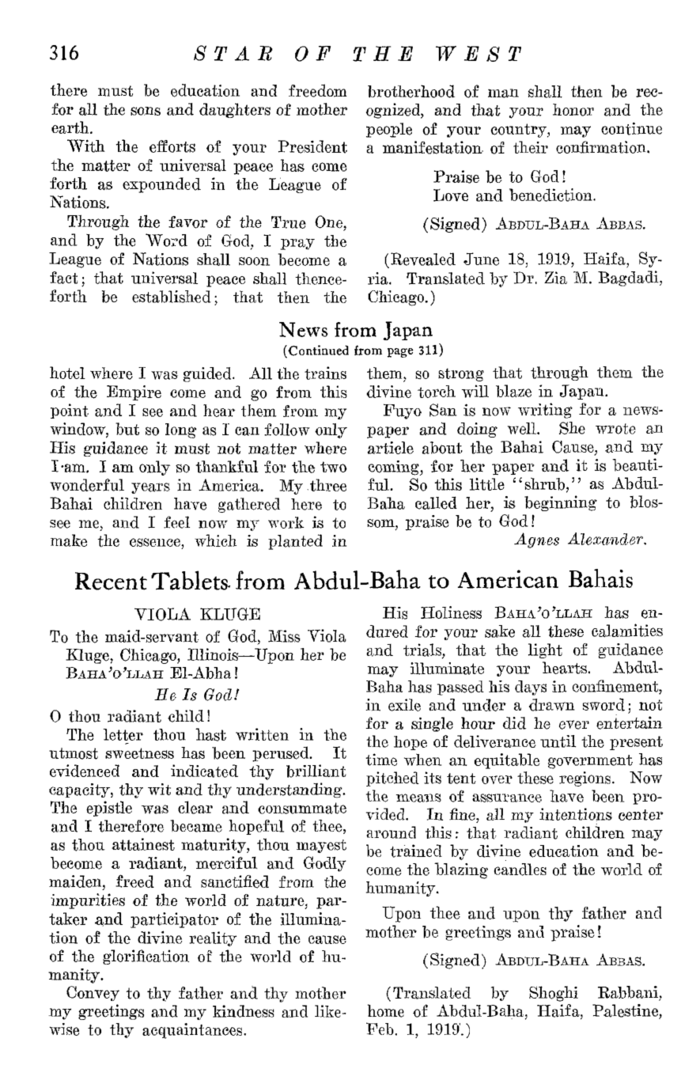 316
STAR OF THE WEST
there must be education and freedom
for all the sons and daughters of mother
earth.
With the efforts of your President
the matter of universal peace has come
forth as expounded in the League of
Nations.
Through the favor of the True One,
and by the Word of God, I pray the
League of Nations shall soon become a
fact; that universal peace shall thence-
forth be established; that then the
brotherhood of man shall then be rec-
ognized, and that your honor and the
people of your country, may continue
a manifestation of their confirmation.
Praise be to God!
Love and benediction.
(Signed) ABDUL-BAHA ABBAS.
(Revealed June 18, 1919, Haifa, Sy-
ria. Translated by Dr. Zia M. Bagdadi,
Chicago.)
News from Japan
(Continued from page 311)
hotel where I was guided. All the trains
of the Empire come and go from this
point and I see and hear them from my
window, but so long as I can follow only
His guidance it must not matter where
I am. I am only so thankful for the two
wonderful years in America. My three
Bahai children have gathered here to
see me, and I feel now my work is to
make the essence, which is planted in
them, so strong that through them the
divine torch will blaze in Japan.
Fuyo San is now writing for a news-
paper and doing well. She wrote an
article about the Bahai Cause, and my
coming, for her paper and it is beauti-
ful. So this little "shrub," as Abdul-
Baha called her, is beginning to blos-
som, praise be to God!
Agnes Alexander.
Recent Tablets from Abdul-Baha to American Bahais
VIOLA KLUGE
To the maid-servant of God, Miss Viola
Kluge, Chicago, Illinois—Upon her be
BAHA'O'LLAH El-Abha!
He Is God!
O thou radiant child!
The letter thou hast written in the
utmost sweetness has been perused. It
evidenced and indicated thy brilliant
capacity, thy wit and thy understanding.
The epistle was clear and consummate
and I therefore became hopeful of thee,
as thou attainest maturity, thou mayest
become a radiant, merciful and Godly
maiden, freed and sanctified from the
impurities of the world of nature, par-
taker and participator of the illumina-
tion of the divine reality and the cause
of the glorification of the world of hu-
manity.
Convey to thy father and thy mother
my greetings and my kindness and like-
wise to thy acquaintances.
His Holiness BAHA'O'LLAH has en-
dured for your sake all these calamities
and trials, that the light of guidance
may illuminate your hearts. Abdul-
Baha has passed his days in confinement,
in exile and under a drawn sword; not
for a single hour did he ever entertain
the hope of deliverance until the present
time when an equitable government has
pitched its tent over these regions. Now
the means of assurance have been pro-
vided. In fine, all my intentions center
around this: that radiant children may
be trained by divine education and be-
come the blazing candles of the world of
humanity.
Upon thee and upon thy father and
mother be greetings and praise!
(Signed) ABDUL-BAHA ABBAS.
(Translated by Shoghi Rabbani,
home of Abdul-Baha, Haifa, Palestine,
Feb. 1, 1919.)